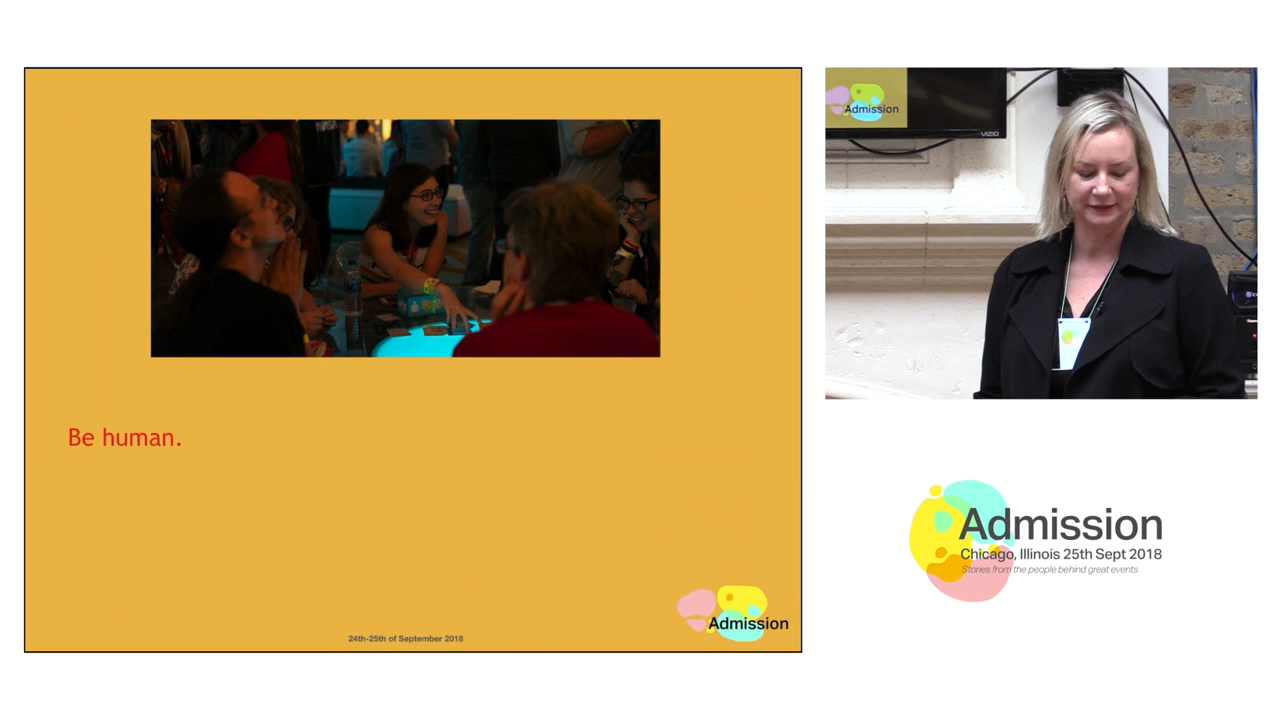 Be human.
24th-25th of September 2018
Admission
Admission
VIZIO
Admission
Chicago, Illinois 25th Sept 2018
Stories from the people behind great events